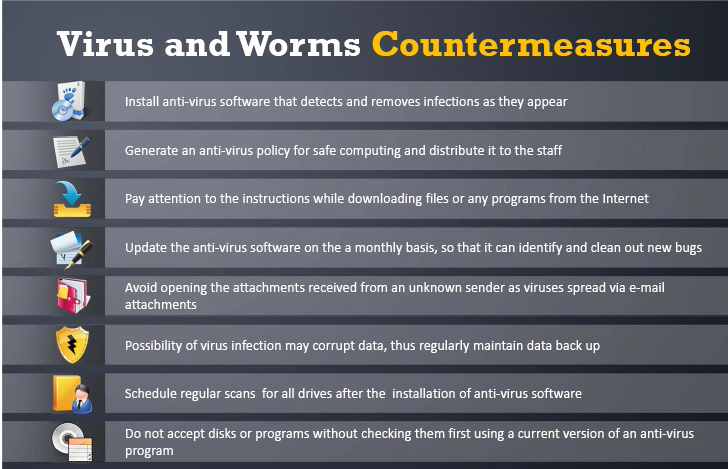 Virus and Worms Countermeasures
Install anti-virus software that detects and removes infections as they appear
Generate an anti-virus policy for safe computing and distribute it to the staff
Pay attention to the instructions while downloading files or any programs from the Internet
Update the anti-virus software on the a monthly basis, so that it can identify and clean out new bugs
Avoid opening the attachments received from an unknown sender as viruses spread via e-mail
attachments
Possibility of virus infection may corrupt data, thus regularly maintain data back up
Schedule regular scans for all drives after the installation of anti-virus software
Do not accept disks or programs without checking them first using a current version of an anti-virus
program